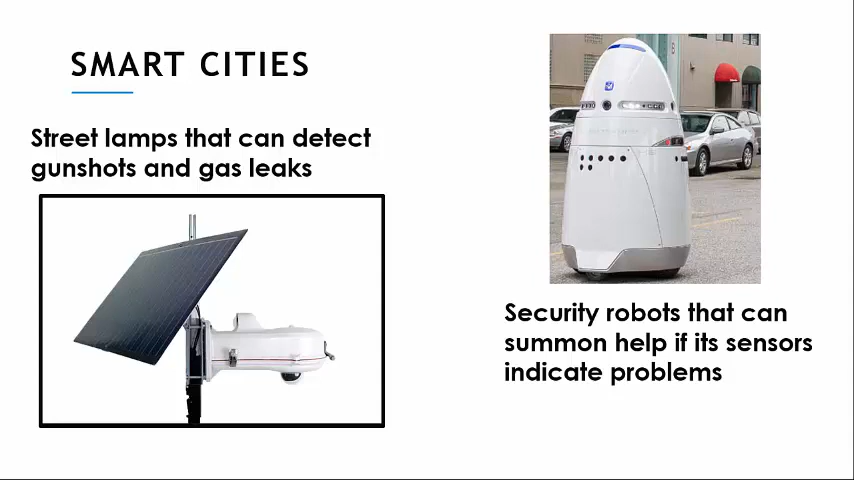 SMART CITIES
Street lamps that can detect
gunshots and gas leaks
Security robots that can
summon help if its sensors
indicate problems